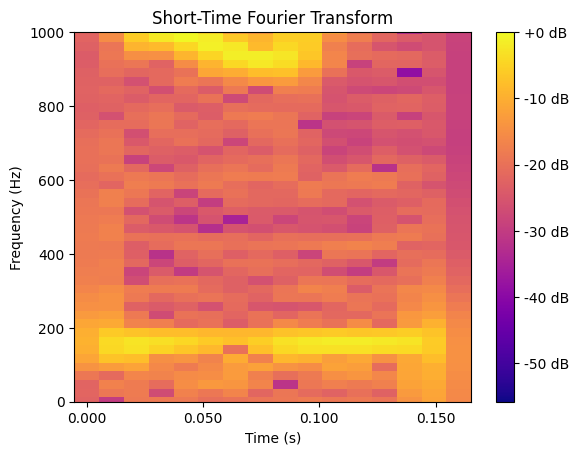 Short-Time Fourier Transform
1000
800
600
400
200
0
Frequency (Hz)
0.000
0.050
0.100
0.150
Time (s)
+0 dB
-10 dB
-20 dB
-30 dB
-40 dB
-50 dB